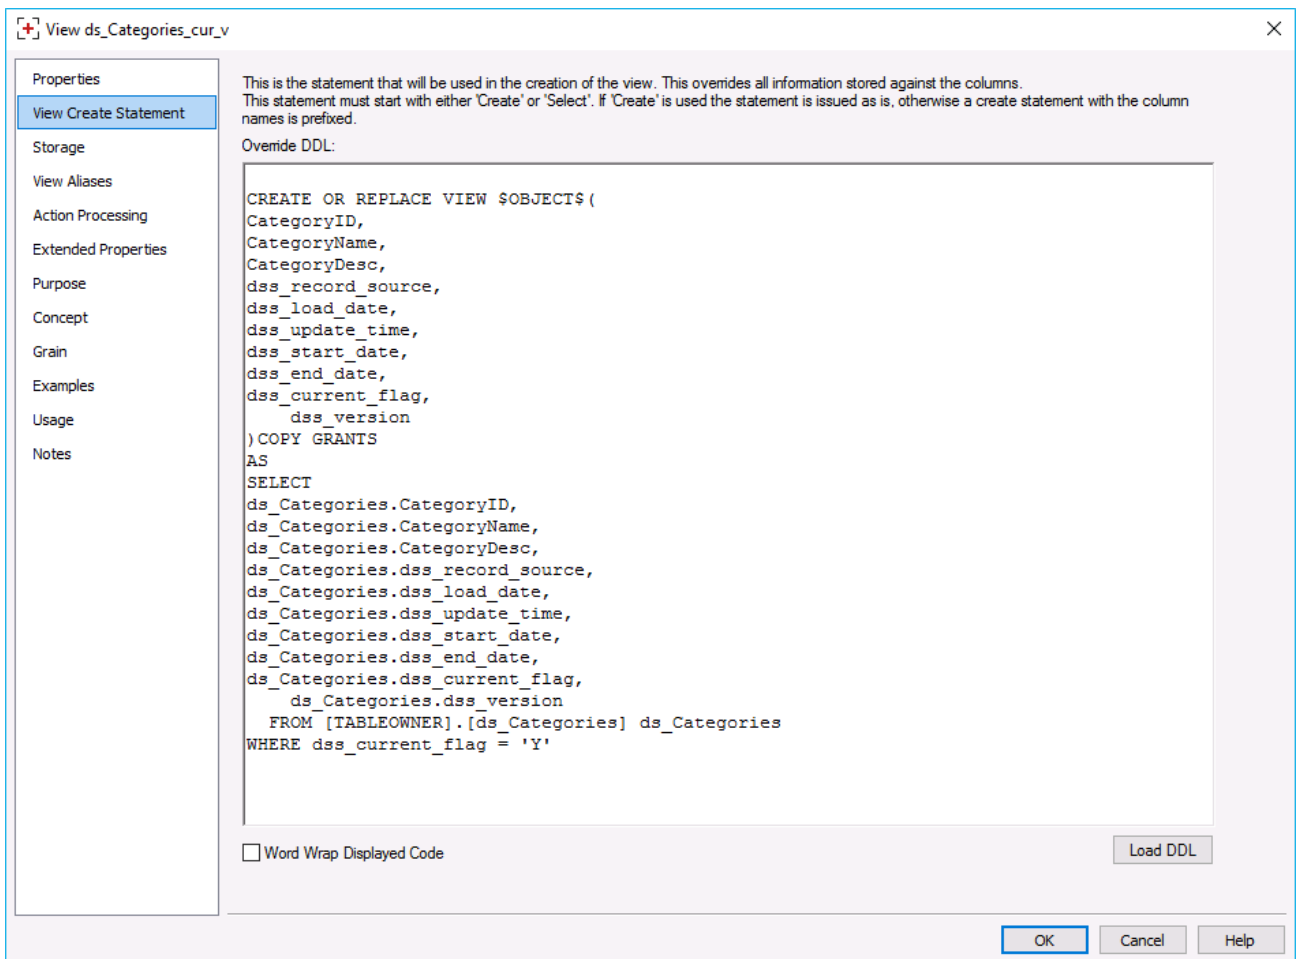 View ds_Categories_cur_v
Properties
View Create Statement
Storage
View Aliases
Action Processing
Extended Properties
Purpose
Concept
Grain
Examples
Usage
Notes
This is the statement that will be used in the creation of the view. This overrides all information stored against the columns.
This statement must start with either 'Create' or 'Select'. If 'Create' is used the statement is issued as is, otherwise a create statement with the column
names is prefixed.
Override DDL:
CREATE OR REPLACE VIEW $OBJECT$(
CategoryID,
CategoryName,
CategoryDesc,
dss_record_source,
dss_load_date,
dss_update_time,
dss_start_date,
dss_end_date,
dss_current_flag,
    dss_version
)COPY GRANTS
AS
SELECT
ds_Categories.CategoryID,
ds_Categories.CategoryName,
ds_Categories.CategoryDesc,
ds_Categories.dss_record_source,
ds_Categories.dss_load_date,
ds_Categories.dss_update_time,
ds_Categories.dss_start_date,
ds_Categories.dss_end_date,
ds_Categories.dss_current_flag,
    ds_Categories.dss_version
  FROM [TABLEOWNER].[ds_Categories] ds_Categories
WHERE dss_current_flag = 'Y'
Word Wrap Displayed Code
Load DDL
OK
Cancel
Help